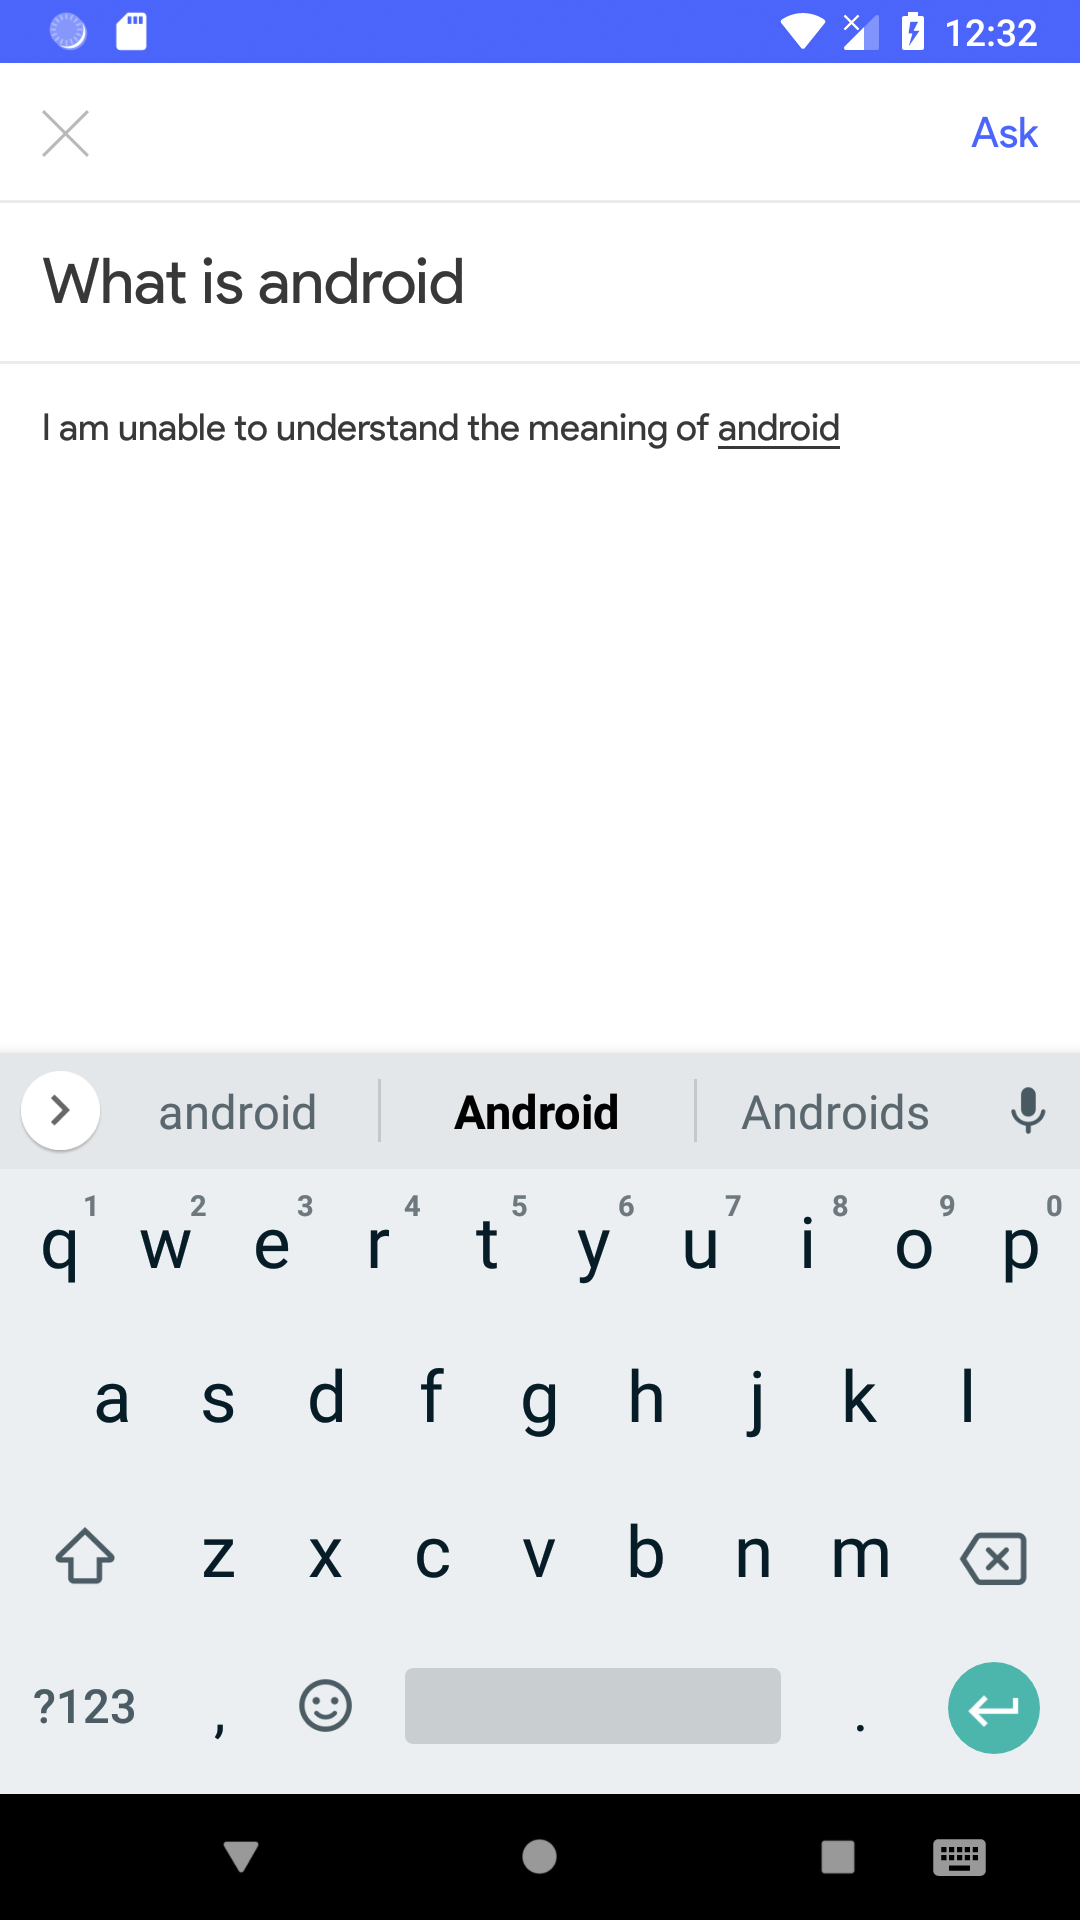 12:32
Ask
What is android
I am unable to understand the meaning of android
android Android Androids
1 2 3 4 5 6 7 8 9 0
q w e r t y u i o p
a s d f g h j k l
z x c v b n m
?123 , .